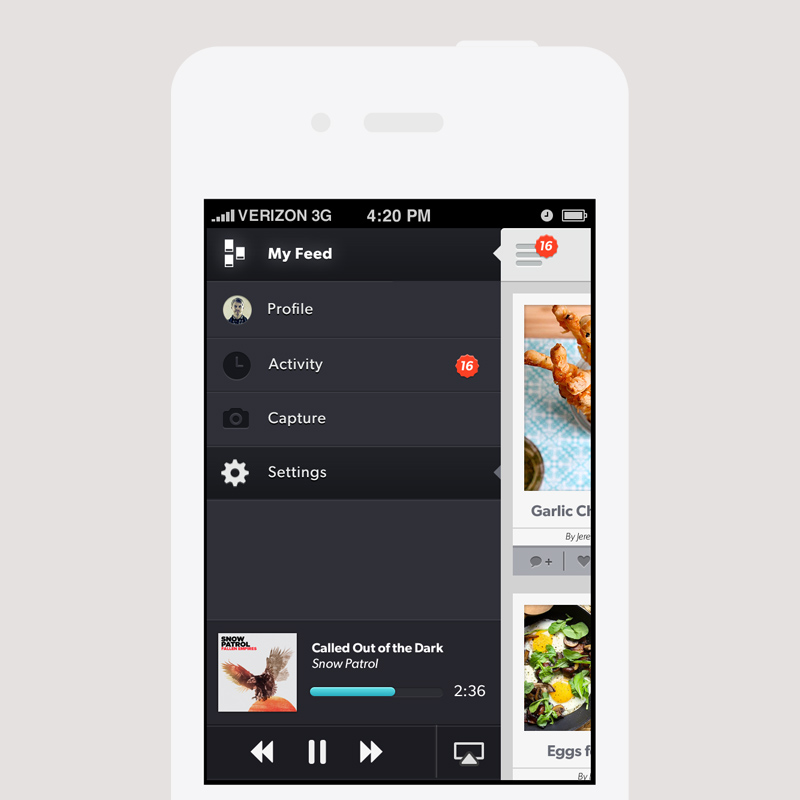 VERIZON 3G 4:20 PM
My Feed
16
Profile
Activity 16
Capture
Settings
Garlic Ch
By Jere
+
SNOW
PATROL
FALLEN EMPIRES
Called Out of the Dark
Snow Patrol
2:36
Eggs f
By